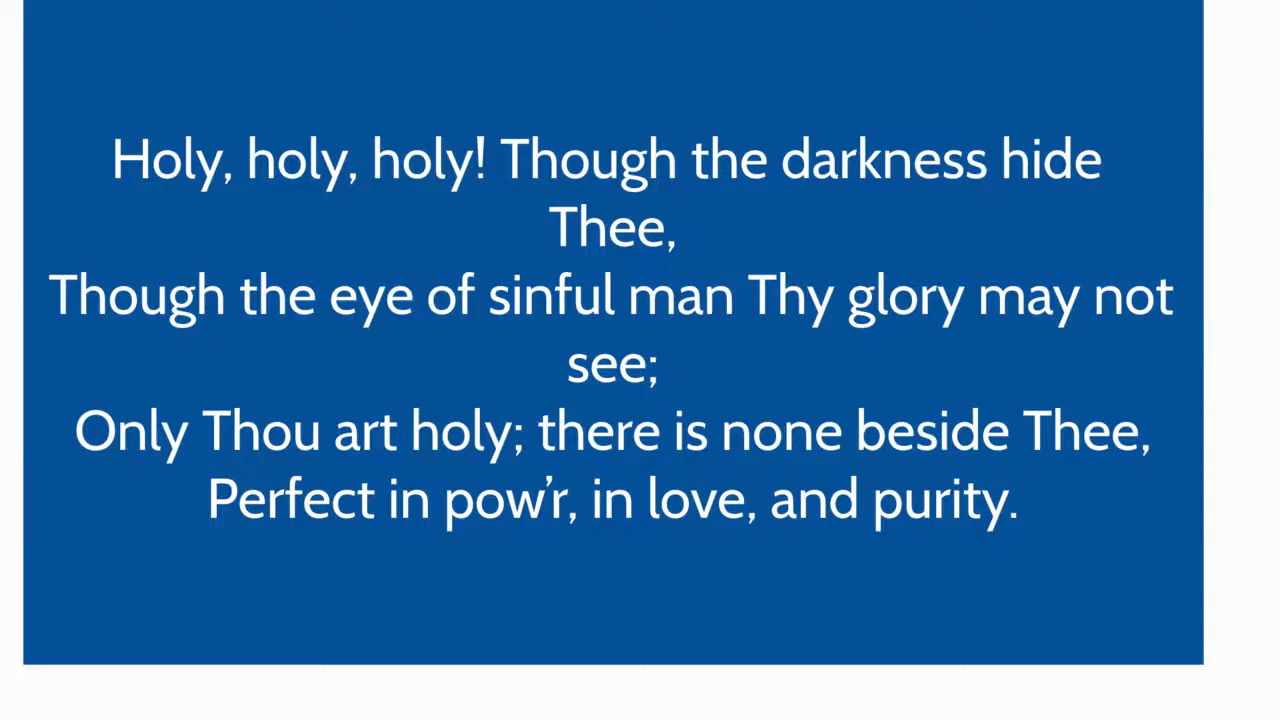 Holy, holy, holy! Though the darkness hide
Thee,
Though the eye of sinful man Thy glory may not
see;
Only Thou art holy; there is none beside Thee,
Perfect in pow’r, in love, and purity.